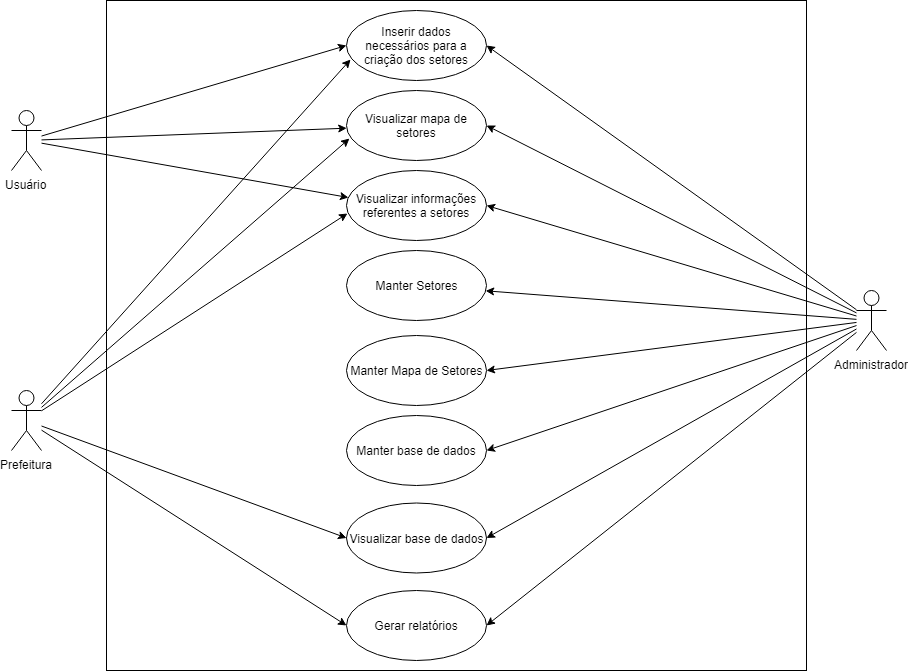 Inserir dados
necessários para a
criação dos setores
Visualizar mapa de
setores
Usuário
Visualizar informações
referentes a setores
Manter Setores
Administrador
Manter Mapa de Setores
Manter base de dados
Prefeitura
Visualizar base de dados
Gerar relatórios